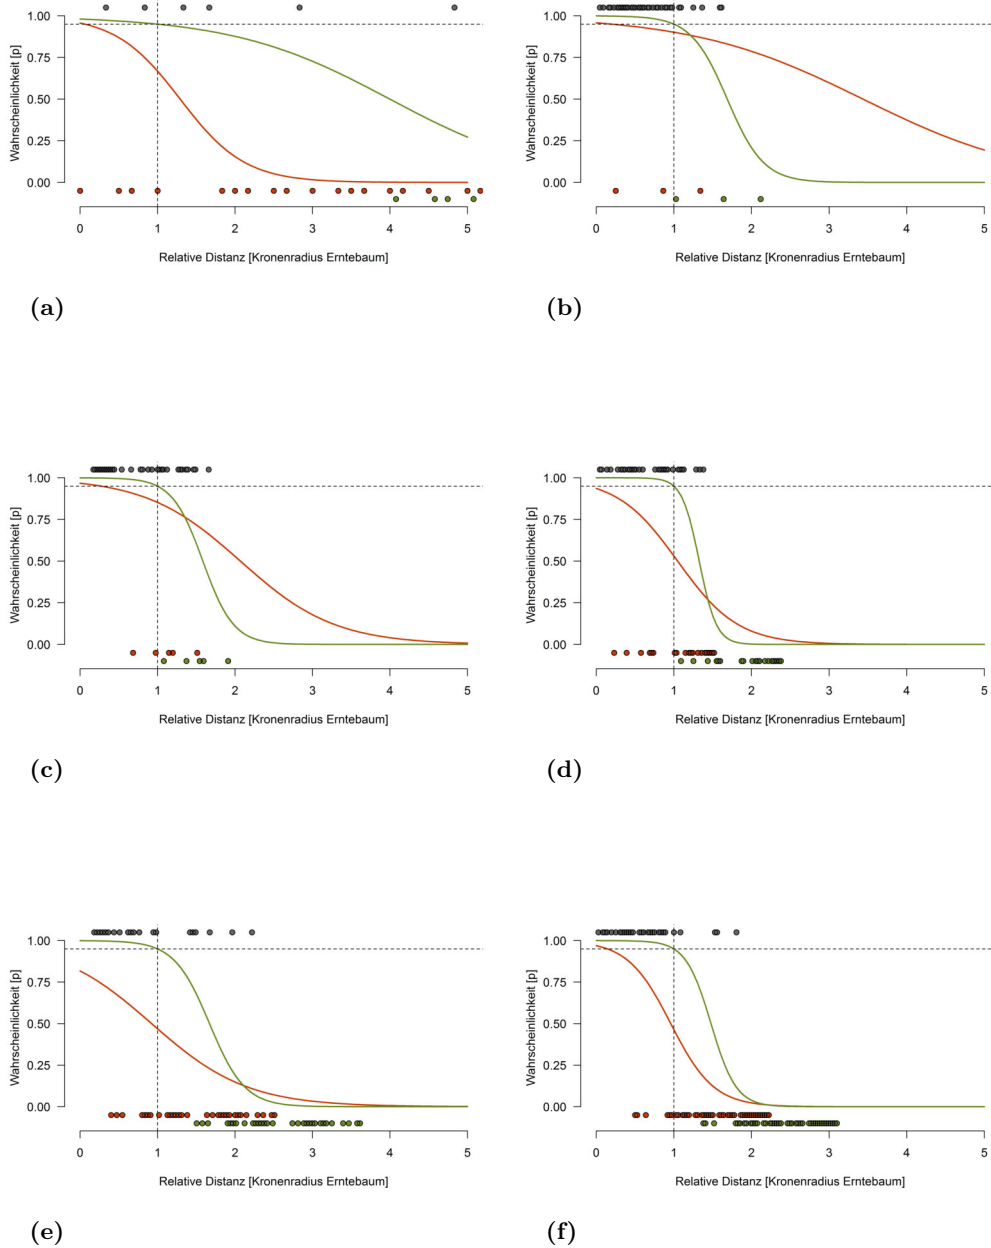 1.00 1.00
0.75 0.75
0.50 0.50
0.25 0.25
0.00 0.00
Wahrscheinlichkeit [p] Wahrscheinlichkeit [p]
0 1 2 3 4 5 0 1 2 3 4 5
Relative Distanz [Kronenradius Erntebaum] Relative Distanz [Kronenradius Erntebaum]
(a) (b)
1.00 1.00
0.75 0.75
0.50 0.50
0.25 0.25
0.00 0.00
Wahrscheinlichkeit [p] Wahrscheinlichkeit [p]
0 1 2 3 4 5 0 1 2 3 4 5
Relative Distanz [Kronenradius Erntebaum] Relative Distanz [Kronenradius Erntebaum]
(c) (d)
1.00 1.00
0.75 0.75
0.50 0.50
0.25 0.25
0.00 0.00
Wahrscheinlichkeit [p] Wahrscheinlichkeit [p]
0 1 2 3 4 5 0 1 2 3 4 5
Relative Distanz [Kronenradius Erntebaum] Relative Distanz [Kronenradius Erntebaum]
(e) (f)